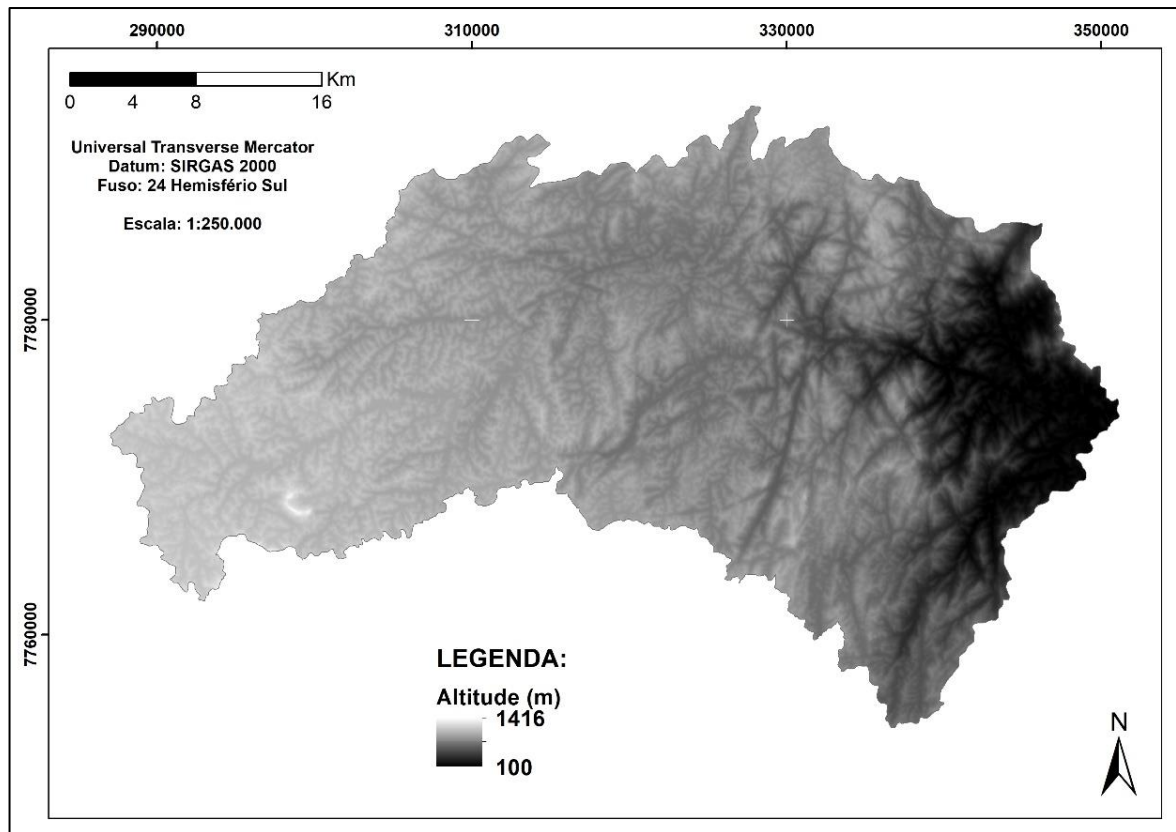 290000 310000 330000 350000
Km
0 4 8 16
Universal Transverse Mercator
Datum: SIRGAS 2000
Fuso: 24 Hemisfério Sul
Escala: 1:250.000
7780000
7760000
LEGENDA:
Altitude (m)
1416
100
N